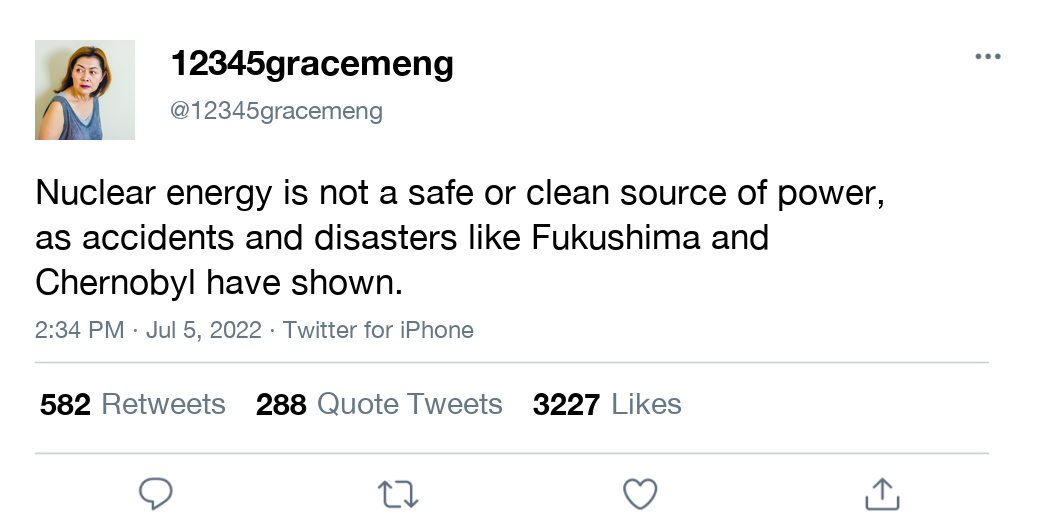 12345gracemeng
@12345gracemeng
Nuclear energy is not a safe or clean source of power,
as accidents and disasters like Fukushima and
Chernobyl have shown.
2:34 PM · Jul 5, 2022 · Twitter for iPhone
582 Retweets 288 Quote Tweets 3227 Likes